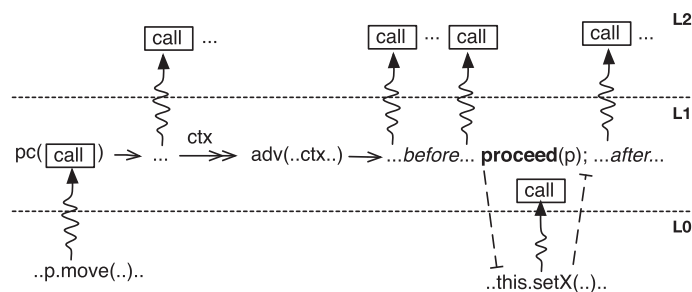 L2
call ... call ... call call ...
L1
pc( call ) ... ctx adv(..ctx..) ...before... proceed(p); ...after...
call
L0
..p.move(..).. ..this.setX(..)..